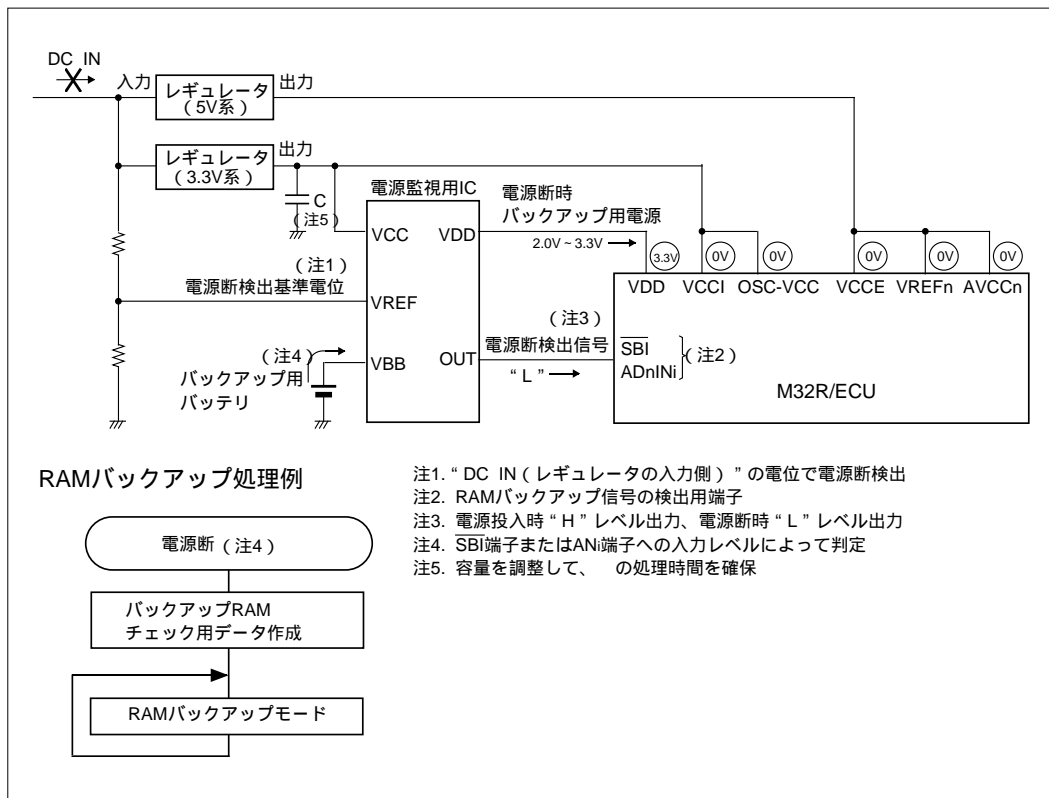 DC IN
入力
レギュレータ
(5V系)
出力
レギュレータ
(3.3V系)
出力
C
(注5)
電源監視用IC
VCC
VDD
VREF
VBB
OUT
電源断時
バックアップ用電源
2.0V~3.3V
(注1)
電源断検出基準電位
(注4)
バックアップ用
バッテリ
(注3)
電源断検出信号
“L”
3.3V 0V 0V 0V 0V 0V
VDD VCCI OSC-VCC VCCE VREFn AVCCn
SBI
ADnINi
(注2)
M32R/ECU
RAMバックアップ処理例
電源断(注4)
バックアップRAM
チェック用データ作成
RAMバックアップモード
注1. “DC IN(レギュレータの入力側)”の電位で電源断検出
注2. RAMバックアップ信号の検出用端子
注3. 電源投入時“H”レベル出力、電源断時“L”レベル出力
注4. SBI端子またはANi端子への入力レベルによって判定
注5. 容量を調整して、 の処理時間を確保